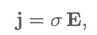 j = σ E,